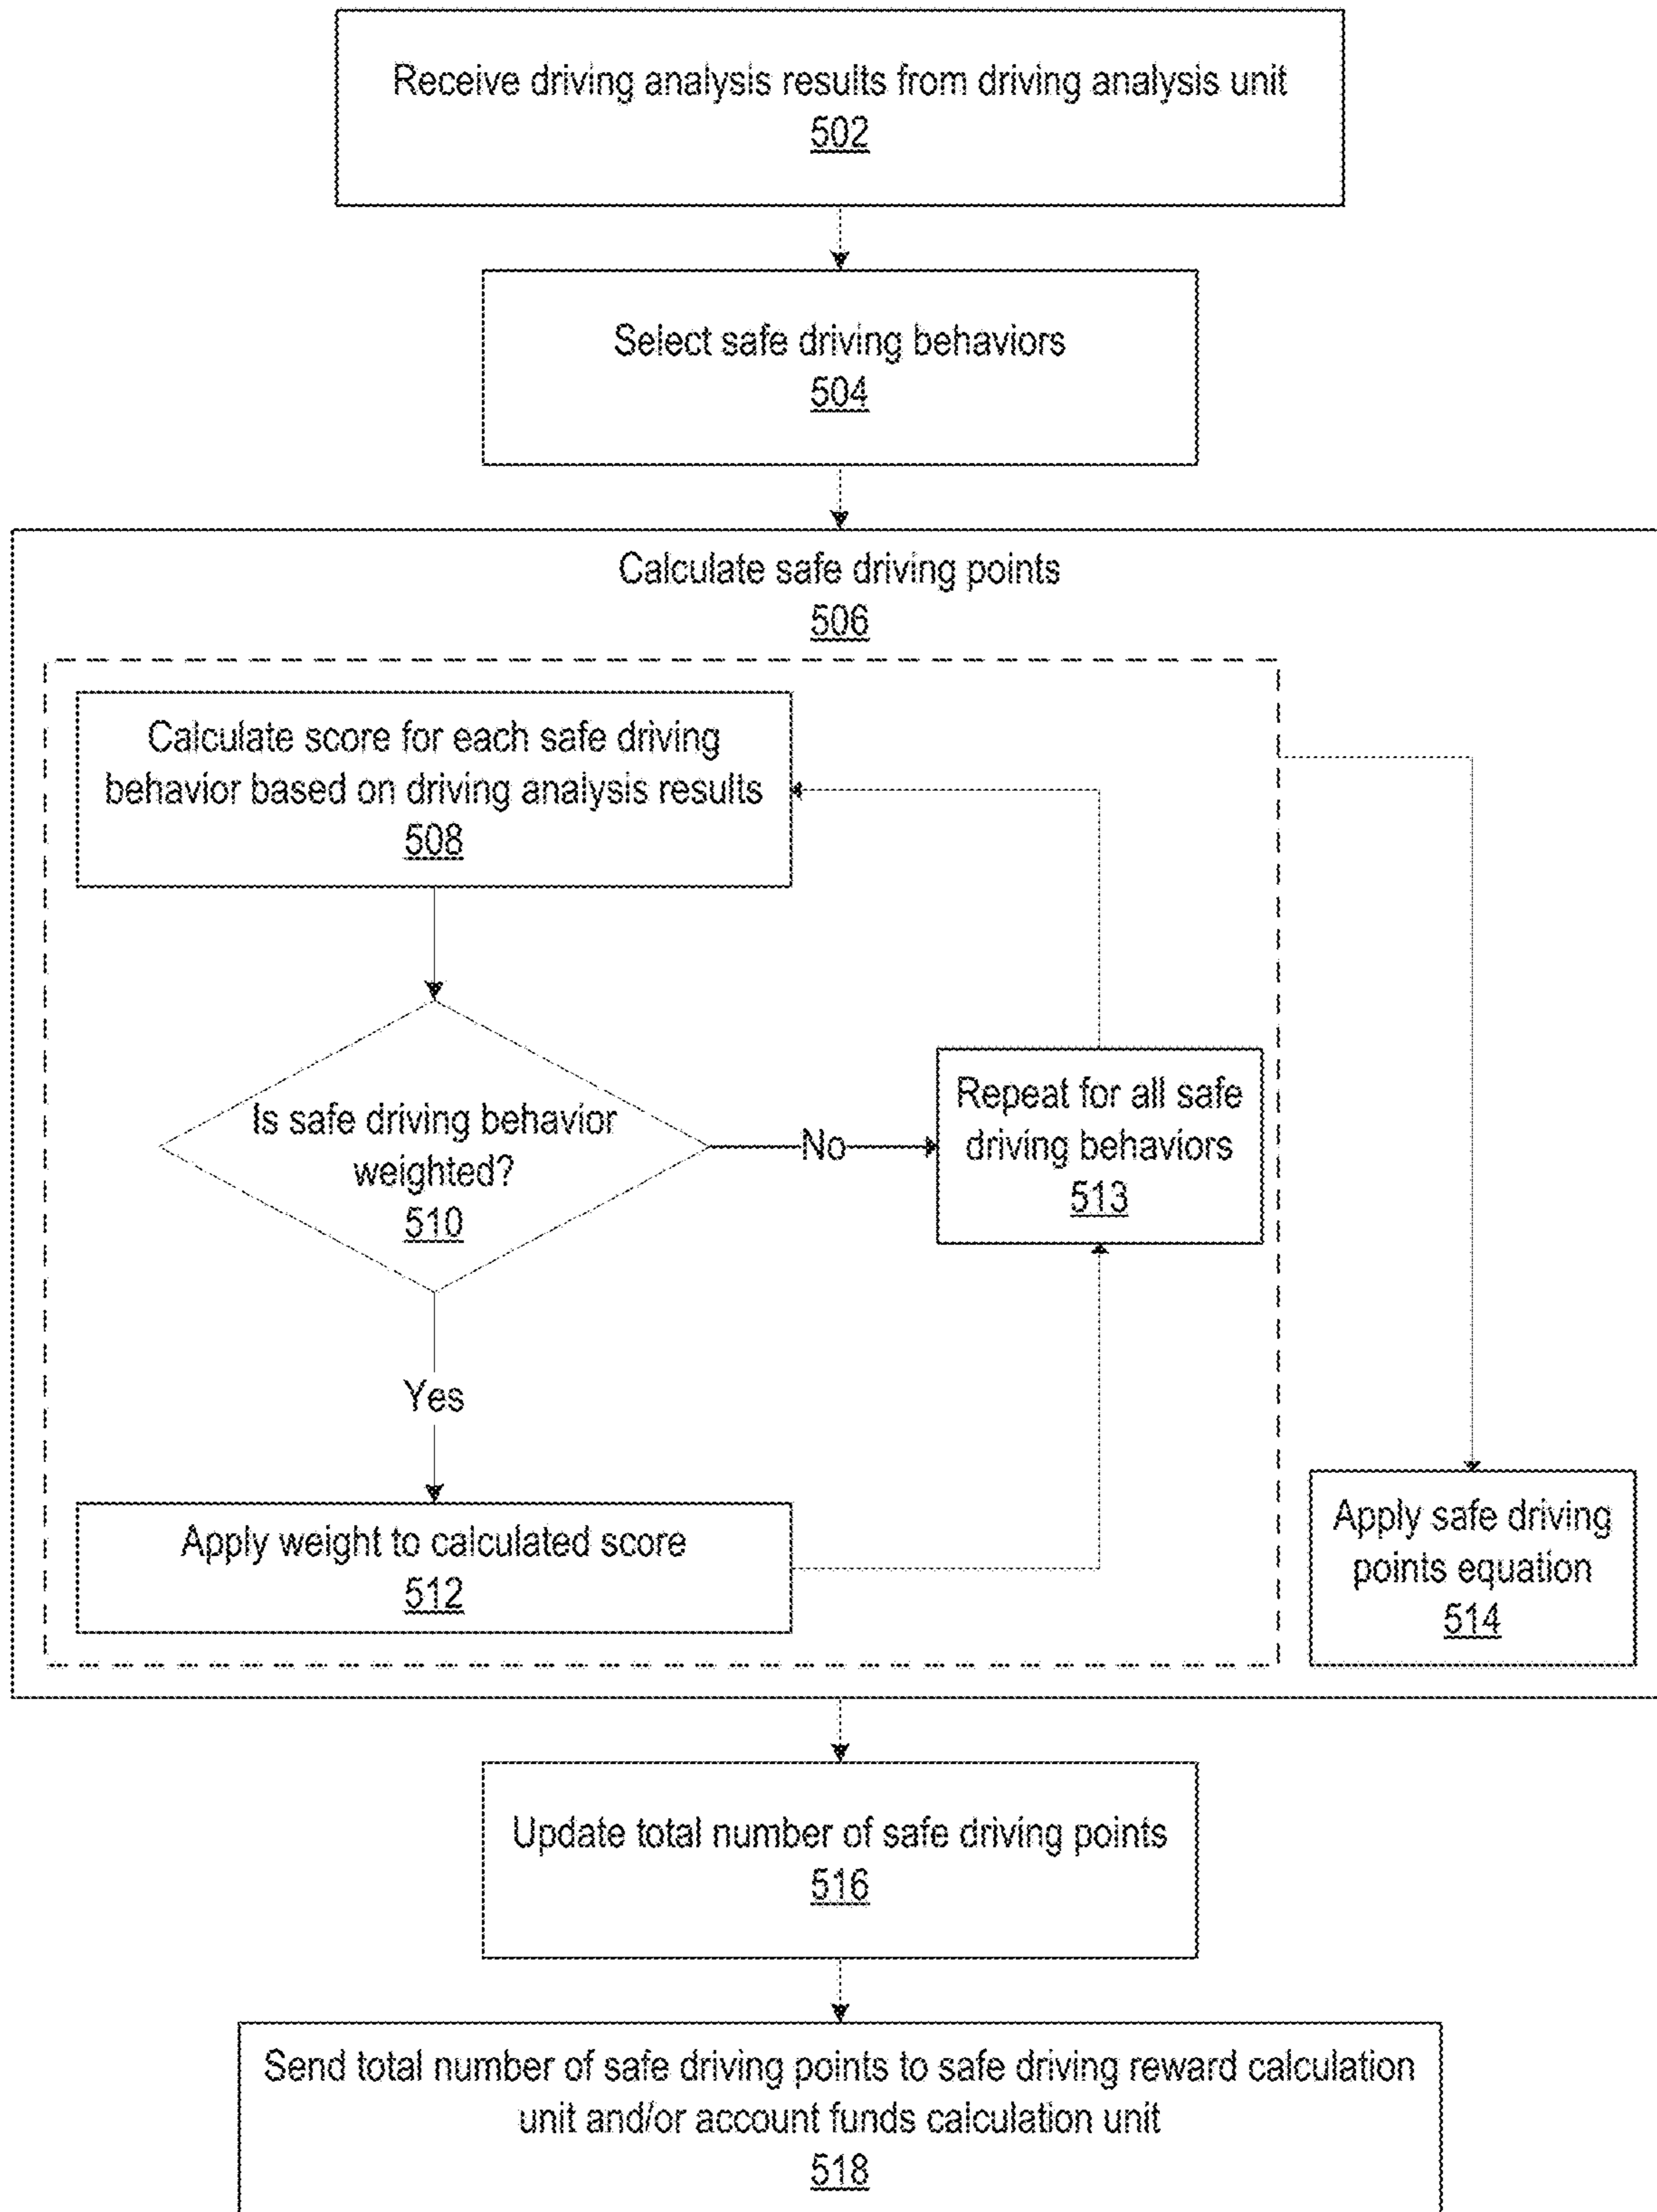 Receive driving analysis results from driving analysis unit
502
Select safe driving behaviors
504
Calculate safe driving points
506
Calculate score for each safe driving
behavior based on driving analysis results
508
Is safe driving behavior
weighted?
510
No
Repeat for all safe
driving behaviors
513
Yes
Apply weight to calculated score
512
Apply safe driving
points equation
514
Update total number of safe driving points
516
Send total number of safe driving points to safe driving reward calculation
unit and/or account funds calculation unit
518